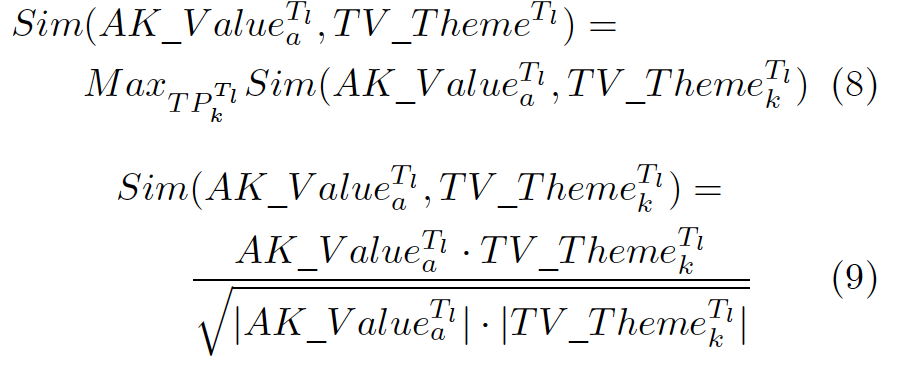 Sim(AK_Value_a^{T_l}, TV_Theme^{T_l}) =
Max_{TP_k^{T_l}} Sim(AK_Value_a^{T_l}, TV_Theme_k^{T_l}) (8)
Sim(AK_Value_a^{T_l}, TV_Theme_k^{T_l}) =
AK_Value_a^{T_l} · TV_Theme_k^{T_l}
√|AK_Value_a^{T_l}| · |TV_Theme_k^{T_l}| (9)